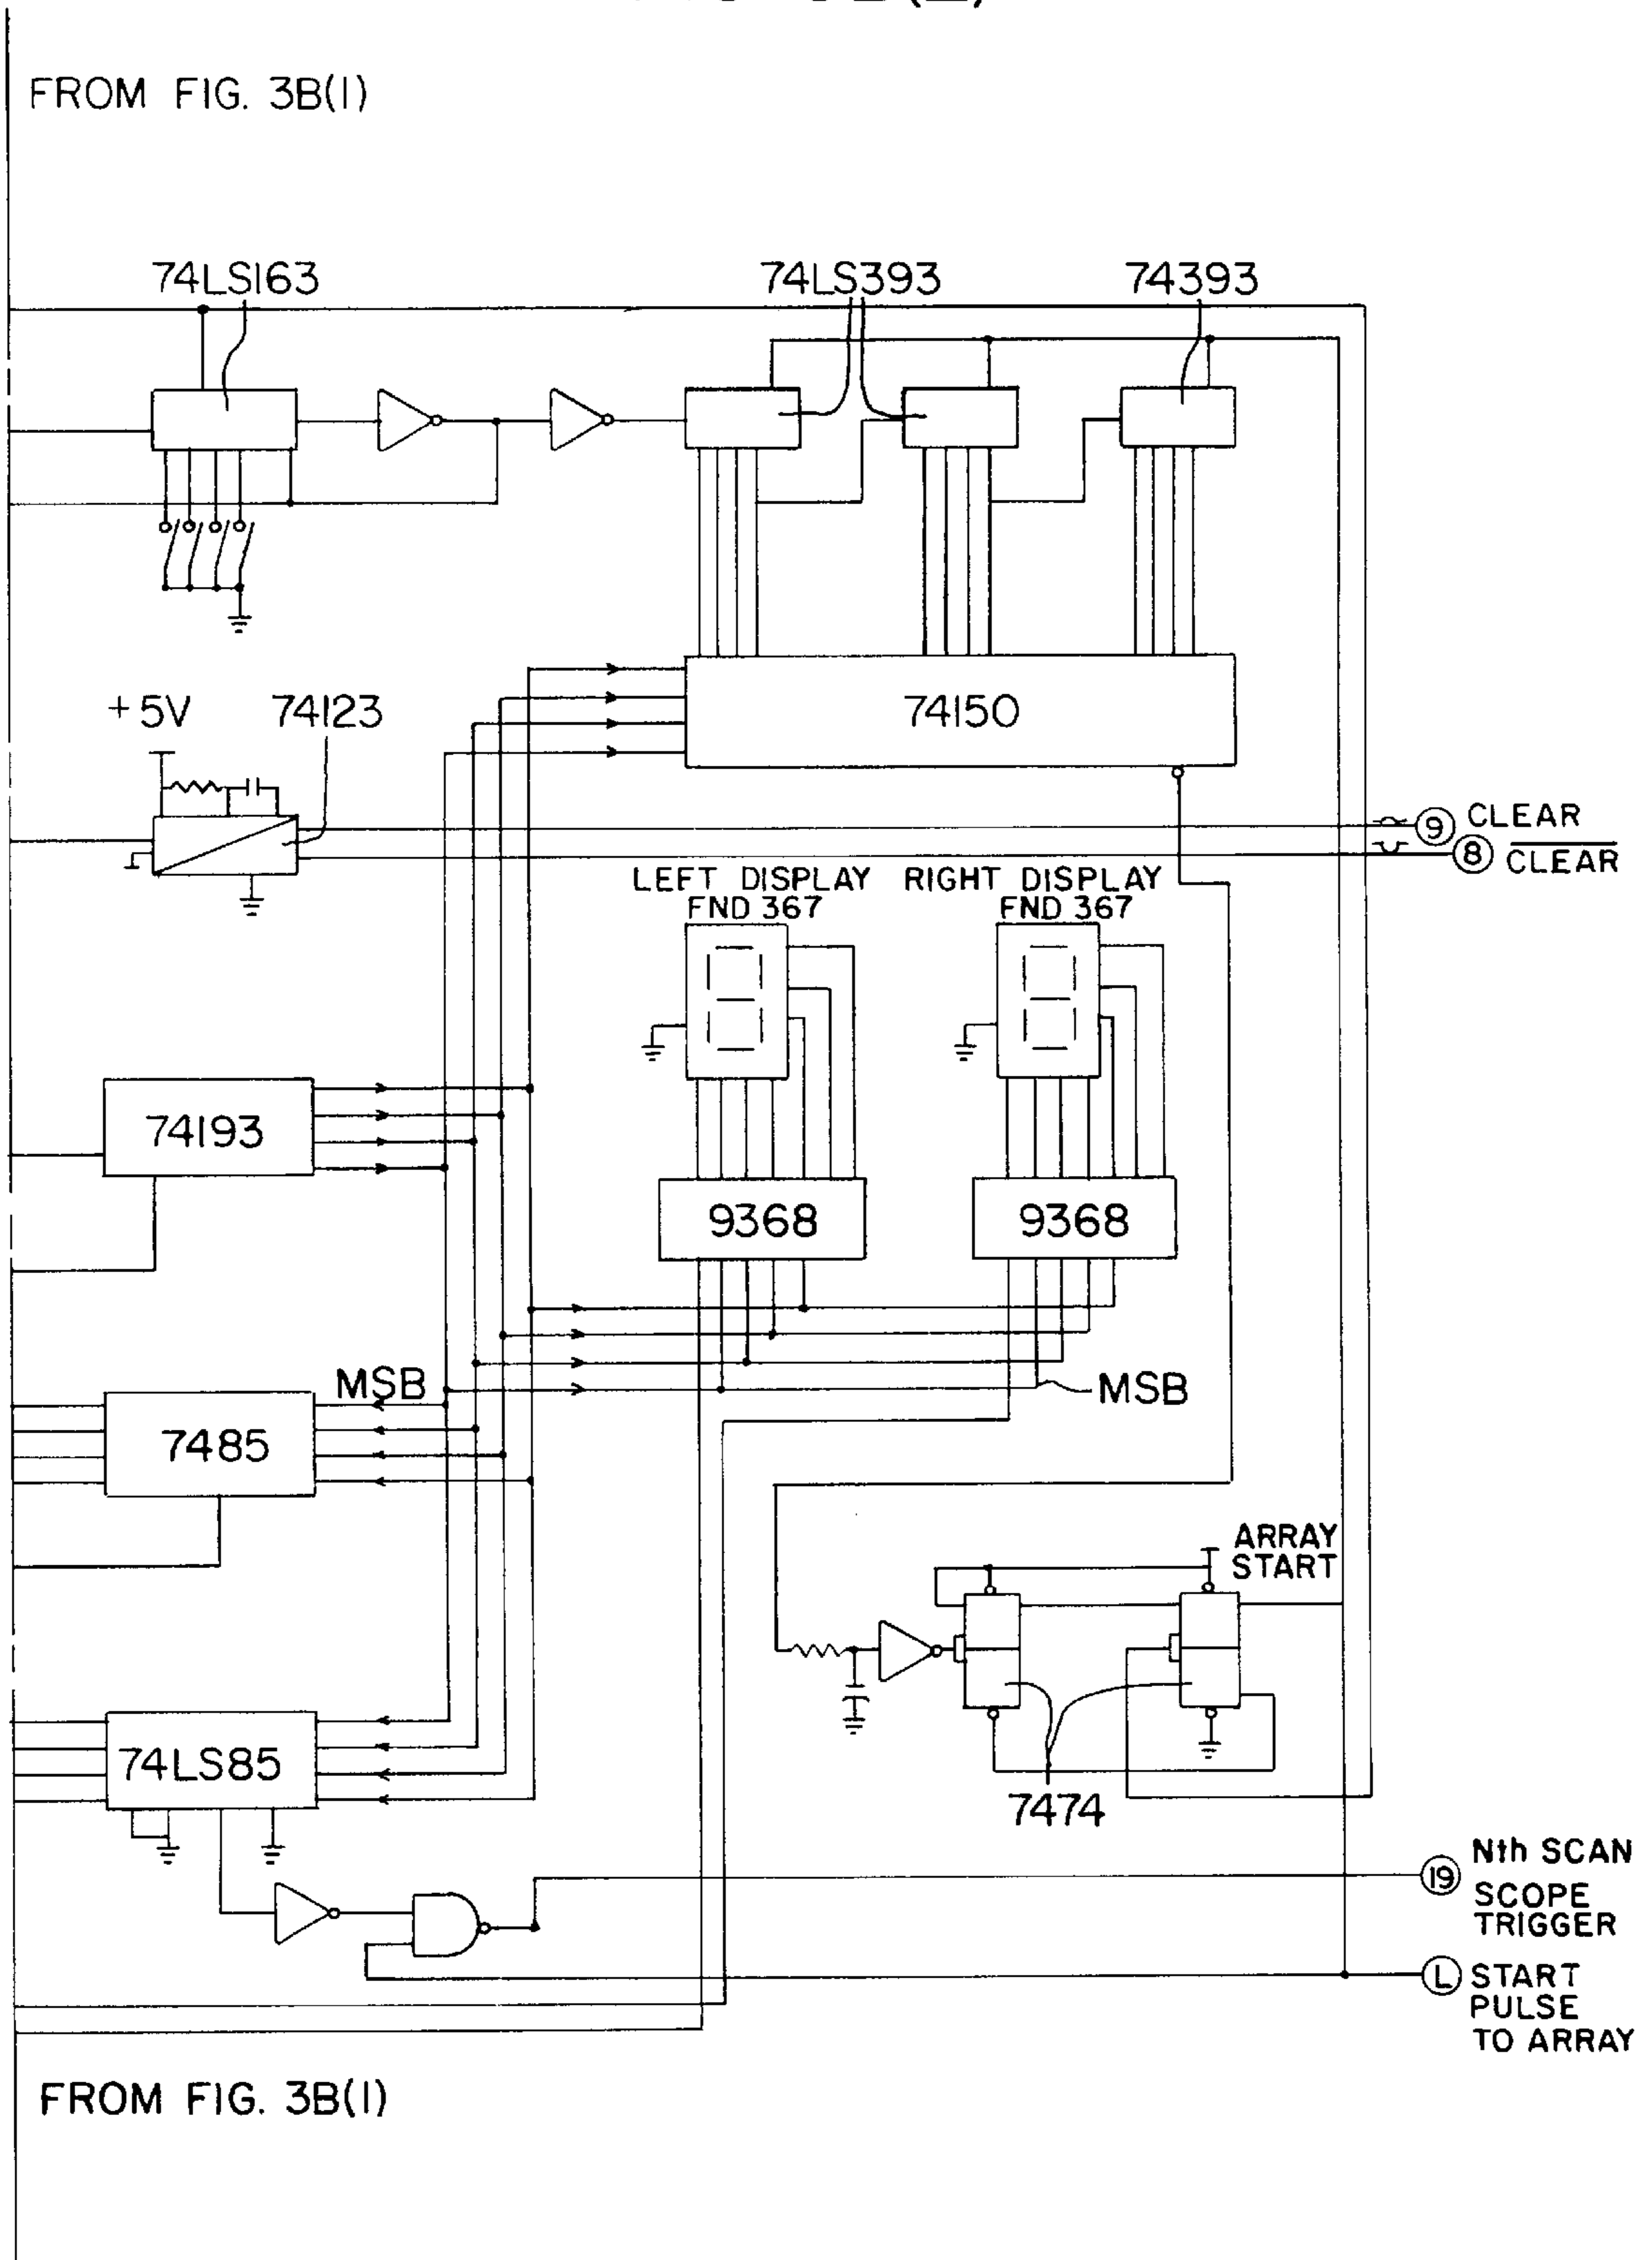 FROM FIG. 3B(1)
74LS163
74LS393
74393
+5V
74123
74150
9 CLEAR
8 CLEAR
LEFT DISPLAY
FND 367
RIGHT DISPLAY
FND 367
74193
9368
9368
MSB
MSB
7485
ARRAY
START
74LS85
7474
19
Nth SCAN
SCOPE
TRIGGER
L
START
PULSE
TO ARRAY
FROM FIG. 3B(1)